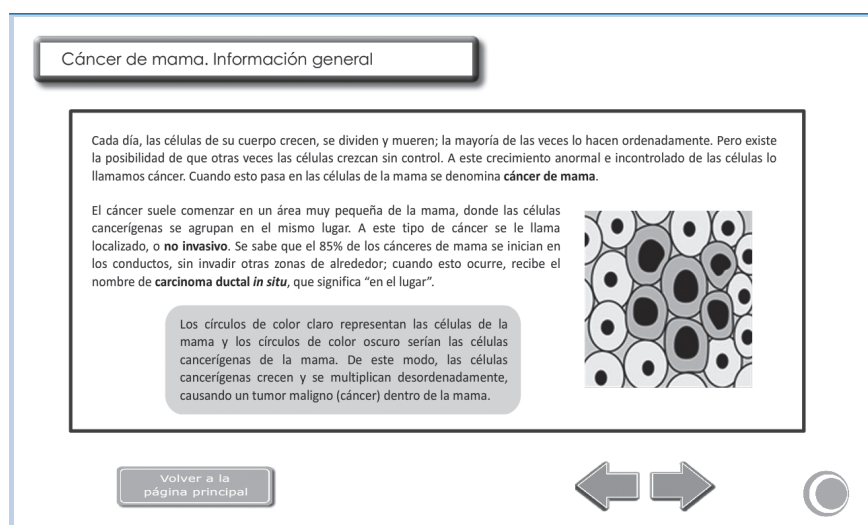 Cáncer de mama. Información general
Cada día, las células de su cuerpo crecen, se dividen y mueren; la mayoría de las veces lo hacen ordenadamente. Pero existe
la posibilidad de que otras veces las células crezcan sin control. A este crecimiento anormal e incontrolado de las células lo
llamamos cáncer. Cuando esto pasa en las células de la mama se denomina cáncer de mama.
El cáncer suele comenzar en un área muy pequeña de la mama, donde las células
cancerígenas se agrupan en el mismo lugar. A este tipo de cáncer se le llama
localizado, o no invasivo. Se sabe que el 85% de los cánceres de mama se inician en
los conductos, sin invadir otras zonas de alrededor; cuando esto ocurre, recibe el
nombre de carcinoma ductal in situ, que significa “en el lugar”.
Los círculos de color claro representan las células de la
mama y los círculos de color oscuro serían las células
cancerígenas de la mama. De este modo, las células
cancerígenas crecen y se multiplican desordenadamente,
causando un tumor maligno (cáncer) dentro de la mama.
Volver a la
página principal